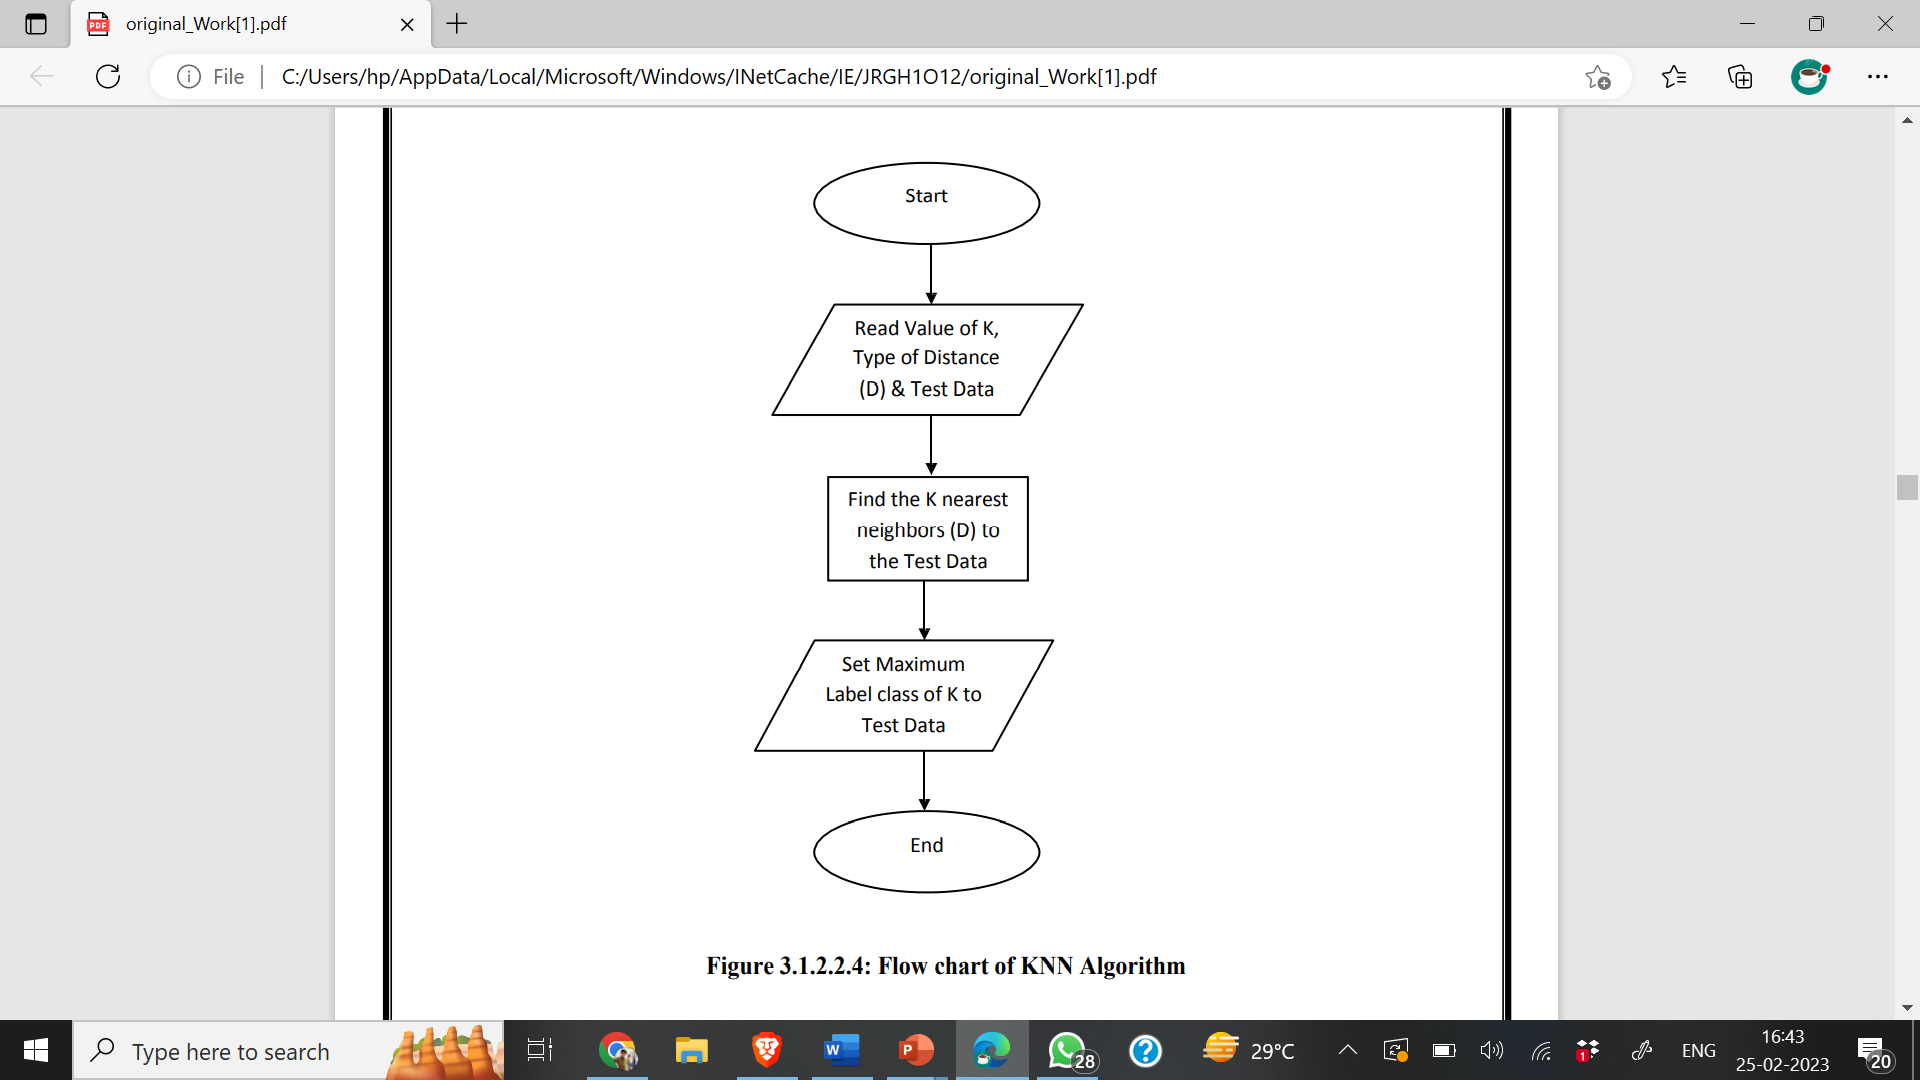 original_Work[1].pdf
File
C:/Users/hp/AppData/Local/Microsoft/Windows/INetCache/IE/JRGH1O12/original_Work[1].pdf
Start
Read Value of K,
Type of Distance
(D) & Test Data
Find the K nearest
neighbors (D) to
the Test Data
Set Maximum
Label class of K to
Test Data
End
Figure 3.1.2.2.4: Flow chart of KNN Algorithm
Type here to search
28
29°C
1
ENG
16:43
25-02-2023
20